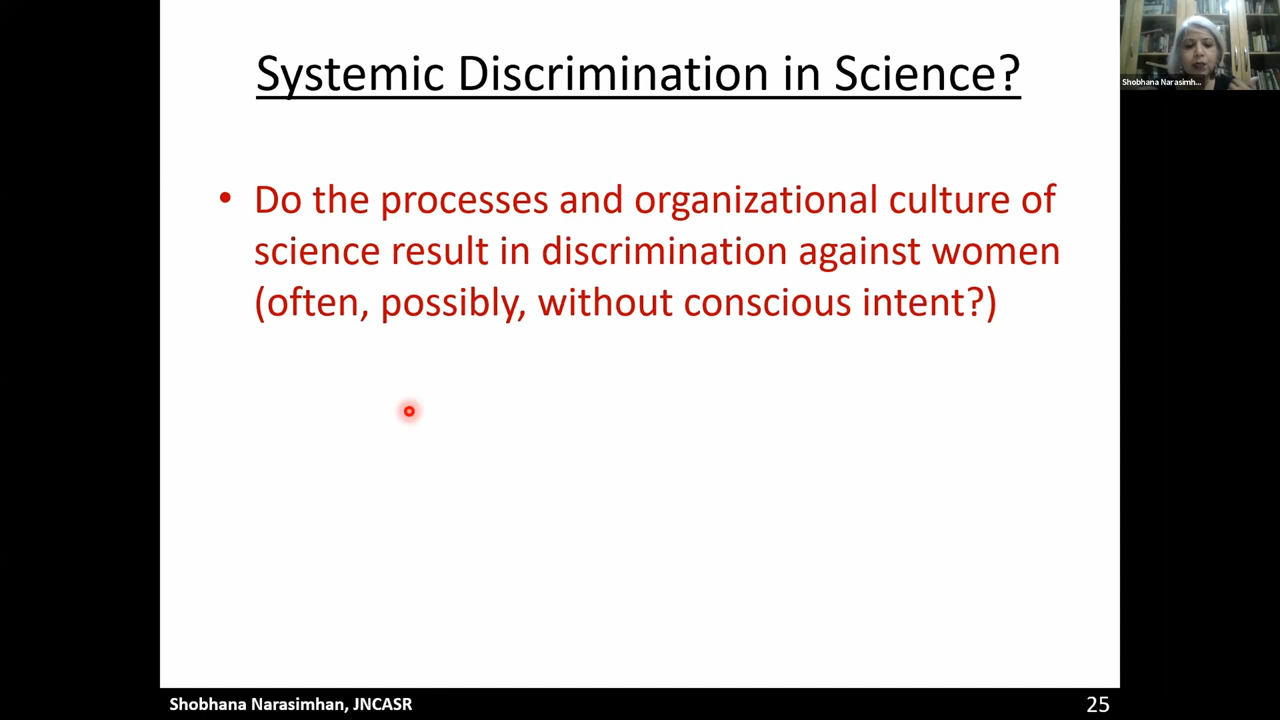 Systemic Discrimination in Science?
Shobhana Narasimh...
• Do the processes and organizational culture of
science result in discrimination against women
(often, possibly, without conscious intent?)
Shobhana Narasimhan, JNCASR
25